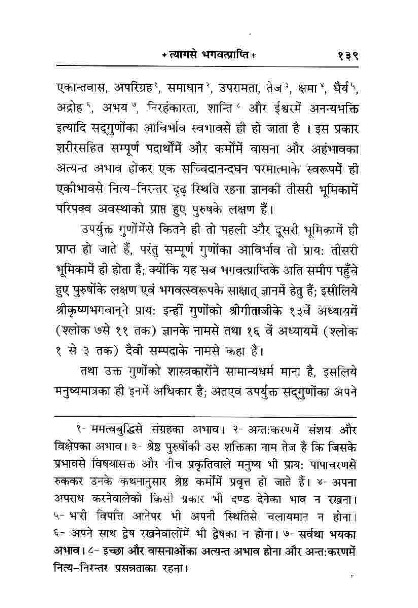 * त्यागसे भगवत्प्राप्ति * १३९
एकान्तवास, अपरिग्रह¹, समाधान², उपरामता, तेज³, क्षमा⁴, धैर्य⁵,
अद्रोह⁶, अभय⁷, निरहंकारता, शान्ति⁸ और ईश्वरमें अनन्यभक्ति
इत्यादि सद्‌गुणोंका आविर्भाव स्वभावसे ही हो जाता है । इस प्रकार
शरीरसहित सम्पूर्ण पदार्थोंमें और कर्मोंमें वासना और अहंभावका
अत्यन्त अभाव होकर एक सच्चिदानन्दघन परमात्माके स्वरूपमें ही
एकीभावसे नित्य-निरन्तर दृढ़ स्थिति रहना ज्ञानकी तीसरी भूमिकामें
परिपक्व अवस्थाको प्राप्त हुए पुरुषके लक्षण हैं।
उपर्युक्त गुणोंमेंसे कितने ही तो पहली और दूसरी भूमिकामें ही
प्राप्त हो जाते हैं, परंतु सम्पूर्ण गुणोंका आविर्भाव तो प्रायः तीसरी
भूमिकामें ही होता है; क्योंकि यह सब भगवत्प्राप्तिके अति समीप पहुँचे
हुए पुरुषोंके लक्षण एवं भगवत्स्वरूपके साक्षात् ज्ञानमें हेतु हैं; इसीलिये
श्रीकृष्णभगवान्‌ने प्रायः इन्हीं गुणोंको श्रीगीताजीके १३वें अध्यायमें
(श्लोक ७से ११ तक) ज्ञानके नामसे तथा १६ वें अध्यायमें (श्लोक
१ से ३ तक) दैवी सम्पदाके नामसे कहा है।
तथा उक्त गुणोंको शास्त्रकारोंने सामान्यधर्म माना है, इसलिये
मनुष्यमात्रका ही इनमें अधिकार है; अतएव उपर्युक्त सद्‌गुणोंका अपने
१- ममत्वबुद्धिसे संग्रहका अभाव। २- अन्तःकरणमें संशय और
विक्षेपका अभाव। ३- श्रेष्ठ पुरुषोंकी उस शक्तिका नाम तेज है कि जिसके
प्रभावसे विषयासक्त और नीच प्रकृतिवाले मनुष्य भी प्रायः पापाचरणसे
रुककर उनके कथनानुसार श्रेष्ठ कर्मोंमें प्रवृत्त हो जाते हैं। ४- अपना
अपराध करनेवालेको किसी प्रकार भी दण्ड देनेका भाव न रखना।
५- भारी विपत्ति आनेपर भी अपनी स्थितिसे चलायमान न होना।
६- अपने साथ द्वेष रखनेवालोंमें भी द्वेषका न होना। ७- सर्वथा भयका
अभाव। ८- इच्छा और वासनाओंका अत्यन्त अभाव होना और अन्तःकरणमें
नित्य-निरन्तर प्रसन्नताका रहना।